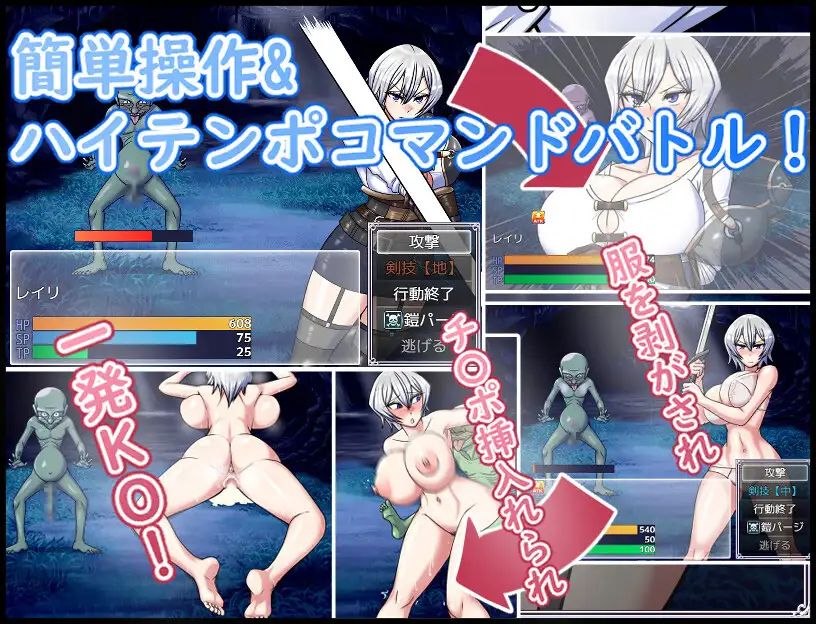 簡単操作&
ハイテンポコマンドバトル！
レイリ
HP 608
SP 75
TP 25
攻撃
剣技【地】
行動終了
鎧パージ
逃げる
ATK
レイリ
HP
SP
TP
服を剥がされ
540
50
100
攻撃
剣技【中】
行動終了
鎧パージ
逃げる
チ〇ポ挿入れられ
一発KO！